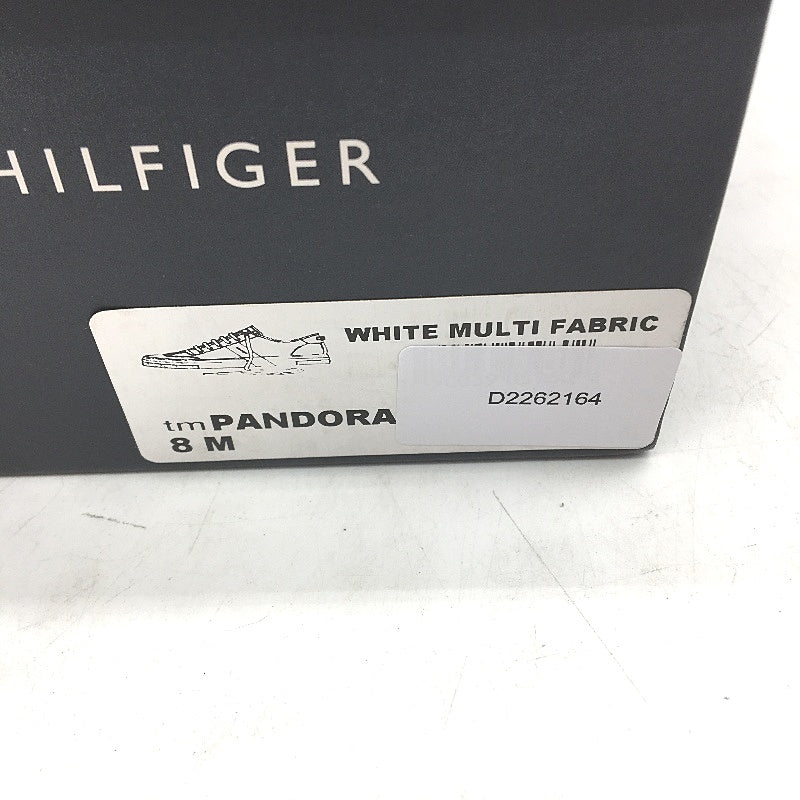 HILFIGER
WHITE MULTI FABRIC
D2262164
tmPANDORA
8 M